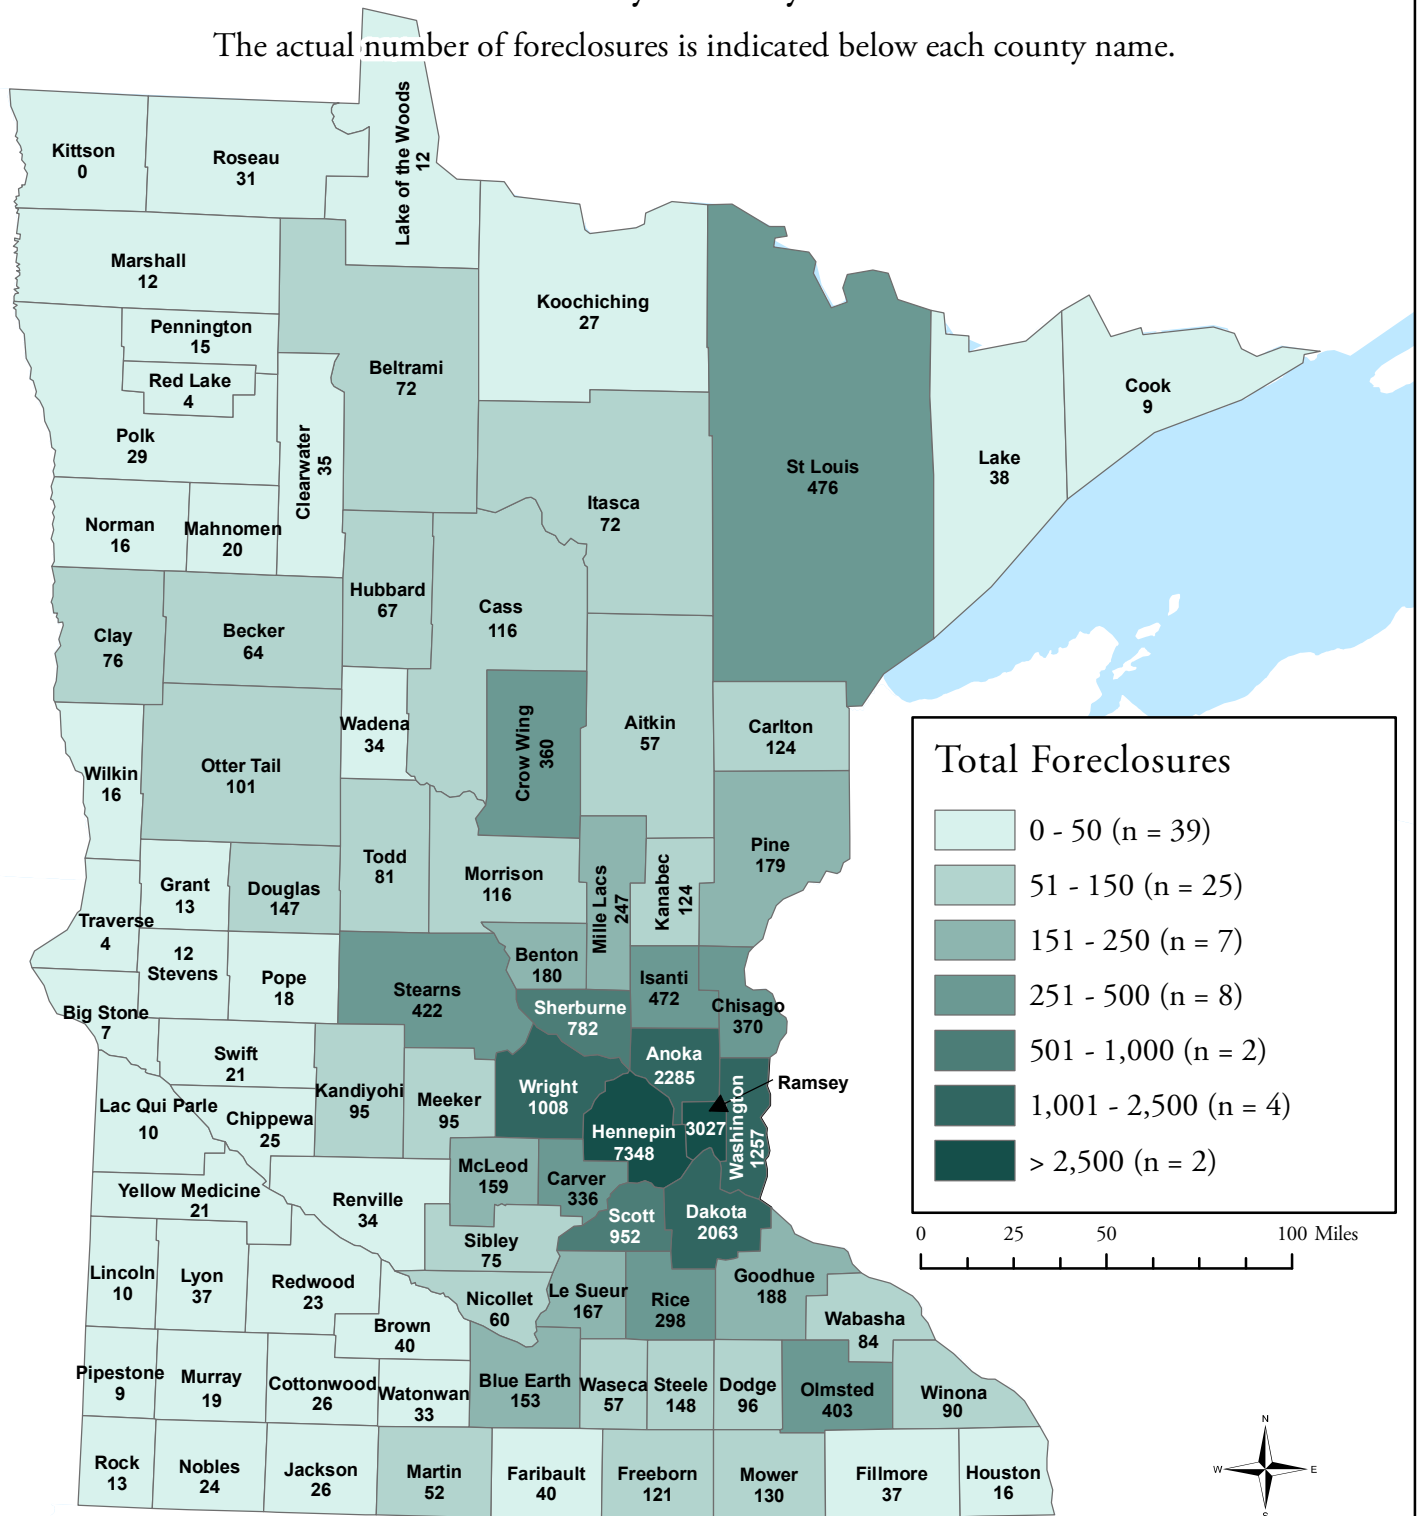 The actual number of foreclosures is indicated below each county name.
Kittson
0
Roseau
31
Lake of the Woods
12
Marshall
12
Koochiching
27
Pennington
15
Red Lake
4
Beltrami
72
Polk
29
Clearwater
35
Cook
9
St Louis
476
Lake
38
Itasca
72
Norman
16
Mahnomen
20
Hubbard
67
Cass
116
Clay
76
Becker
64
Wadena
34
Crow Wing
360
Aitkin
57
Carlton
124
Wilkin
16
Otter Tail
101
Todd
81
Morrison
116
Mille Lacs
247
Kanabec
124
Pine
179
Grant
13
Douglas
147
Traverse
4
12
Stevens
Pope
18
Stearns
422
Benton
180
Isanti
472
Chisago
370
Sherburne
782
Big Stone
7
Swift
21
Kandiyohi
95
Meeker
95
Wright
1008
Anoka
2285
Ramsey
3027
Washington
1257
Hennepin
7348
Lac Qui Parle
10
Chippewa
25
McLeod
159
Carver
336
Yellow Medicine
21
Renville
34
Scott
952
Dakota
2063
Sibley
75
Lincoln
10
Lyon
37
Redwood
23
Nicollet
60
Le Sueur
167
Rice
298
Goodhue
188
Wabasha
84
Brown
40
Pipestone
9
Murray
19
Cottonwood
26
Watonwan
33
Blue Earth
153
Waseca
57
Steele
148
Dodge
96
Olmsted
403
Winona
90
Rock
13
Nobles
24
Jackson
26
Martin
52
Faribault
40
Freeborn
121
Mower
130
Fillmore
37
Houston
16
Total Foreclosures
0 - 50 (n = 39)
51 - 150 (n = 25)
151 - 250 (n = 7)
251 - 500 (n = 8)
501 - 1,000 (n = 2)
1,001 - 2,500 (n = 4)
> 2,500 (n = 2)
0 25 50 100 Miles
N
W E